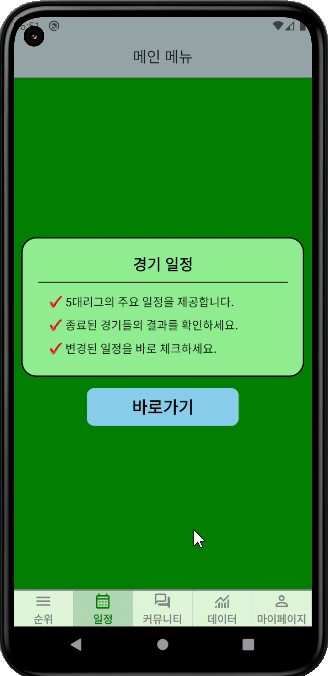 메인 메뉴
경기 일정
5대리그의 주요 일정을 제공합니다.
종료된 경기들의 결과를 확인하세요.
변경된 일정을 바로 체크하세요.
바로가기
순위 일정 커뮤니티 데이터 마이페이지